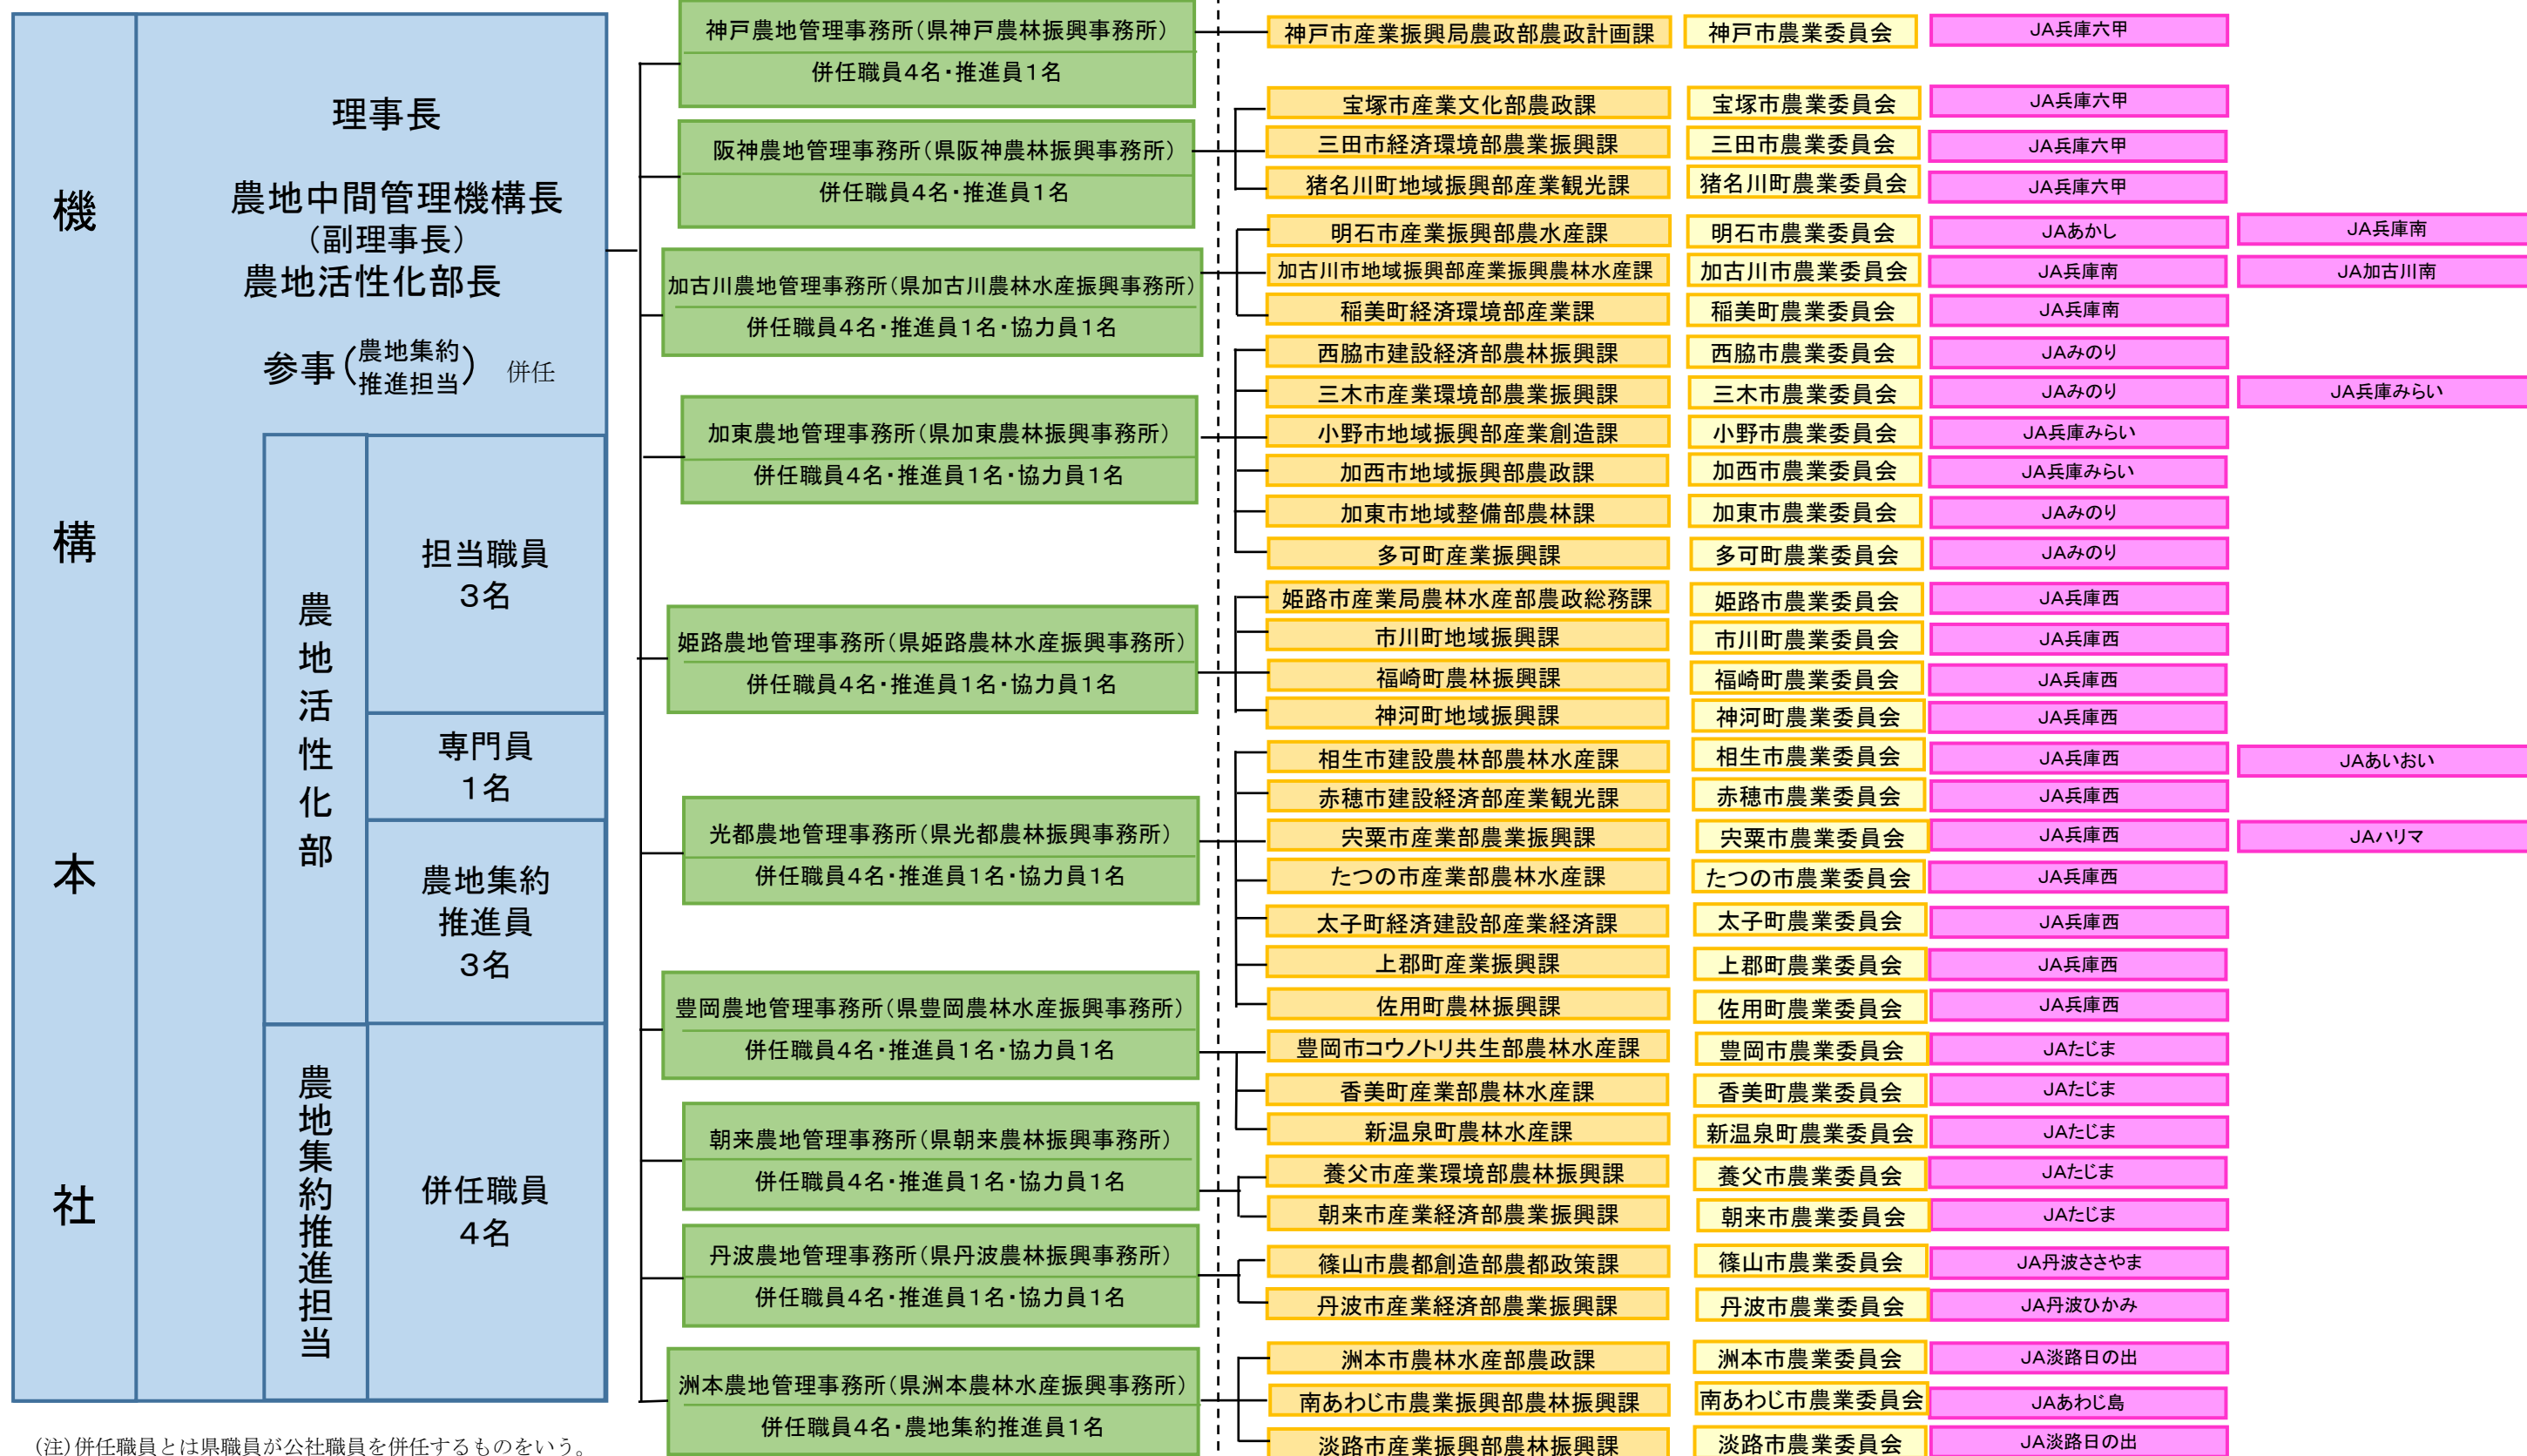 機
構
本
社
理事長
農地中間管理機構長
(副理事長)
農地活性化部長
参事(農地集約
推進担当) 併任
農地活性化部
担当職員
3名
専門員
1名
農地集約
推進員
3名
農地集約推進担当
併任職員
4名
(注)併任職員とは県職員が公社職員を併任するものをいう。
神戸農地管理事務所(県神戸農林振興事務所)
併任職員4名・推進員1名
阪神農地管理事務所(県阪神農林振興事務所)
併任職員4名・推進員1名
加古川農地管理事務所(県加古川農林水産振興事務所)
併任職員4名・推進員1名・協力員1名
加東農地管理事務所(県加東農林振興事務所)
併任職員4名・推進員1名・協力員1名
姫路農地管理事務所(県姫路農林水産振興事務所)
併任職員4名・推進員1名・協力員1名
光都農地管理事務所(県光都農林振興事務所)
併任職員4名・推進員1名・協力員1名
豊岡農地管理事務所(県豊岡農林水産振興事務所)
併任職員4名・推進員1名・協力員1名
朝来農地管理事務所(県朝来農林振興事務所)
併任職員4名・推進員1名・協力員1名
丹波農地管理事務所(県丹波農林振興事務所)
併任職員4名・推進員1名・協力員1名
洲本農地管理事務所(県洲本農林水産振興事務所)
併任職員4名・農地集約推進員1名
神戸市産業振興局農政部農政計画課 神戸市農業委員会 JA兵庫六甲
宝塚市産業文化部農政課 宝塚市農業委員会 JA兵庫六甲
三田市経済環境部農業振興課 三田市農業委員会 JA兵庫六甲
猪名川町地域振興部産業観光課 猪名川町農業委員会 JA兵庫六甲
明石市産業振興部農水産課 明石市農業委員会 JAあかし JA兵庫南
加古川市地域振興部産業振興農林水産課 加古川市農業委員会 JA兵庫南 JA加古川南
稲美町経済環境部産業課 稲美町農業委員会 JA兵庫南
西脇市建設経済部農林振興課 西脇市農業委員会 JAみのり
三木市産業環境部農業振興課 三木市農業委員会 JAみのり JA兵庫みらい
小野市地域振興部産業創造課 小野市農業委員会 JA兵庫みらい
加西市地域振興部農政課 加西市農業委員会 JA兵庫みらい
加東市地域整備部農林課 加東市農業委員会 JAみのり
多可町産業振興課 多可町農業委員会 JAみのり
姫路市産業局農林水産部農政総務課 姫路市農業委員会 JA兵庫西
市川町地域振興課 市川町農業委員会 JA兵庫西
福崎町農林振興課 福崎町農業委員会 JA兵庫西
神河町地域振興課 神河町農業委員会 JA兵庫西
相生市建設農林部農林水産課 相生市農業委員会 JA兵庫西 JAあいおい
赤穂市建設経済部産業観光課 赤穂市農業委員会 JA兵庫西
宍粟市産業部農業振興課 宍粟市農業委員会 JA兵庫西 JAハリマ
たつの市産業部農林水産課 たつの市農業委員会 JA兵庫西
太子町経済建設部産業経済課 太子町農業委員会 JA兵庫西
上郡町産業振興課 上郡町農業委員会 JA兵庫西
佐用町農林振興課 佐用町農業委員会 JA兵庫西
豊岡市コウノトリ共生部農林水産課 豊岡市農業委員会 JAたじま
香美町産業部農林水産課 香美町農業委員会 JAたじま
新温泉町農林水産課 新温泉町農業委員会 JAたじま
養父市産業環境部農林振興課 養父市農業委員会 JAたじま
朝来市産業経済部農業振興課 朝来市農業委員会 JAたじま
篠山市農都創造部農都政策課 篠山市農業委員会 JA丹波ささやま
丹波市産業経済部農業振興課 丹波市農業委員会 JA丹波ひかみ
洲本市農林水産部農政課 洲本市農業委員会 JA淡路日の出
南あわじ市農業振興部農林振興課 南あわじ市農業委員会 JAあわじ島
淡路市産業振興部農林振興課 淡路市農業委員会 JA淡路日の出